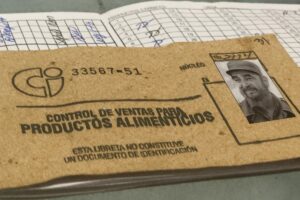 33567-51
NÚCLEO
CONTROL DE VENTAS PARA
PRODUCTOS ALIMENTICIOS
ESTA LIBRETA NO CONSTITUYE
UN DOCUMENTO DE IDENTIFICACIÓN